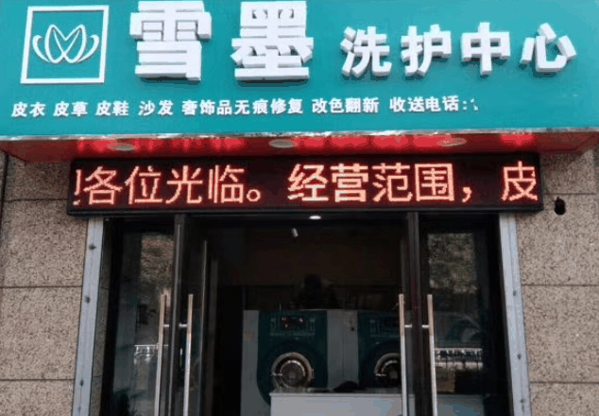 雪墨 洗护中心
皮衣 皮草 皮鞋 沙发 奢饰品无痕修复 改色翻新 收送电话:
各位光临。经营范围，皮